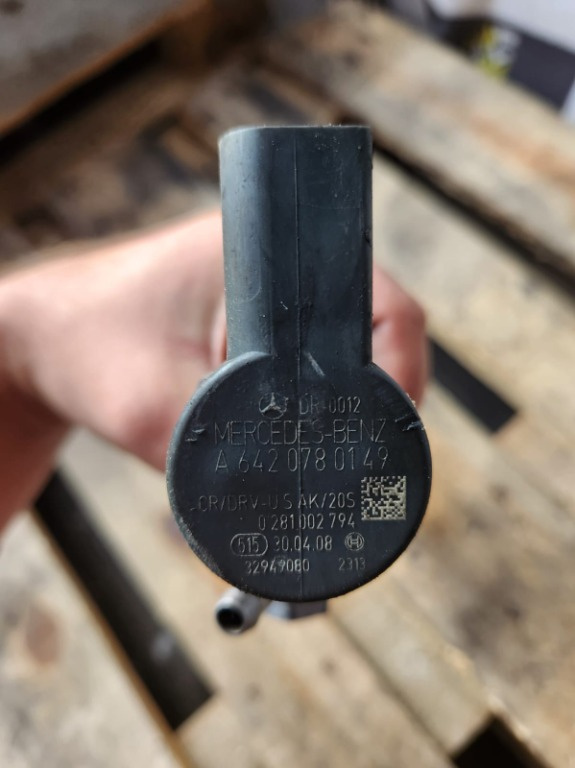 DR-0012
MERCEDES-BENZ
A 642 078 01 49
CR/DRV-U S AK/20S
0 281 002 794
515 30.04.08
32949080 2313